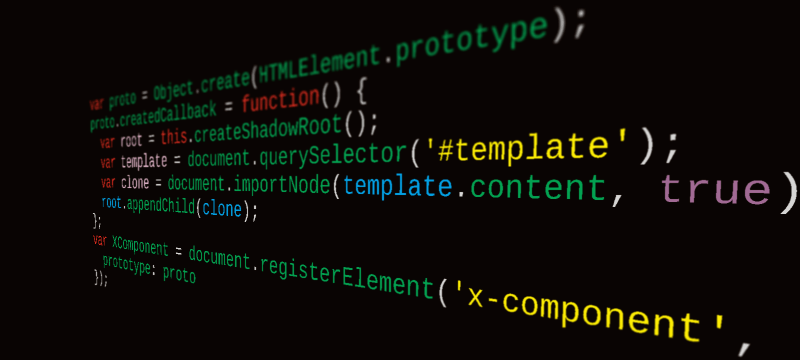 var proto = Object.create(HTMLElement.prototype);
proto.createdCallback = function() {
var root = this.createShadowRoot();
var template = document.querySelector('#template');
var clone = document.importNode(template.content, true)
root.appendChild(clone);
};
var XComponent = document.registerElement('x-component',
prototype: proto
});